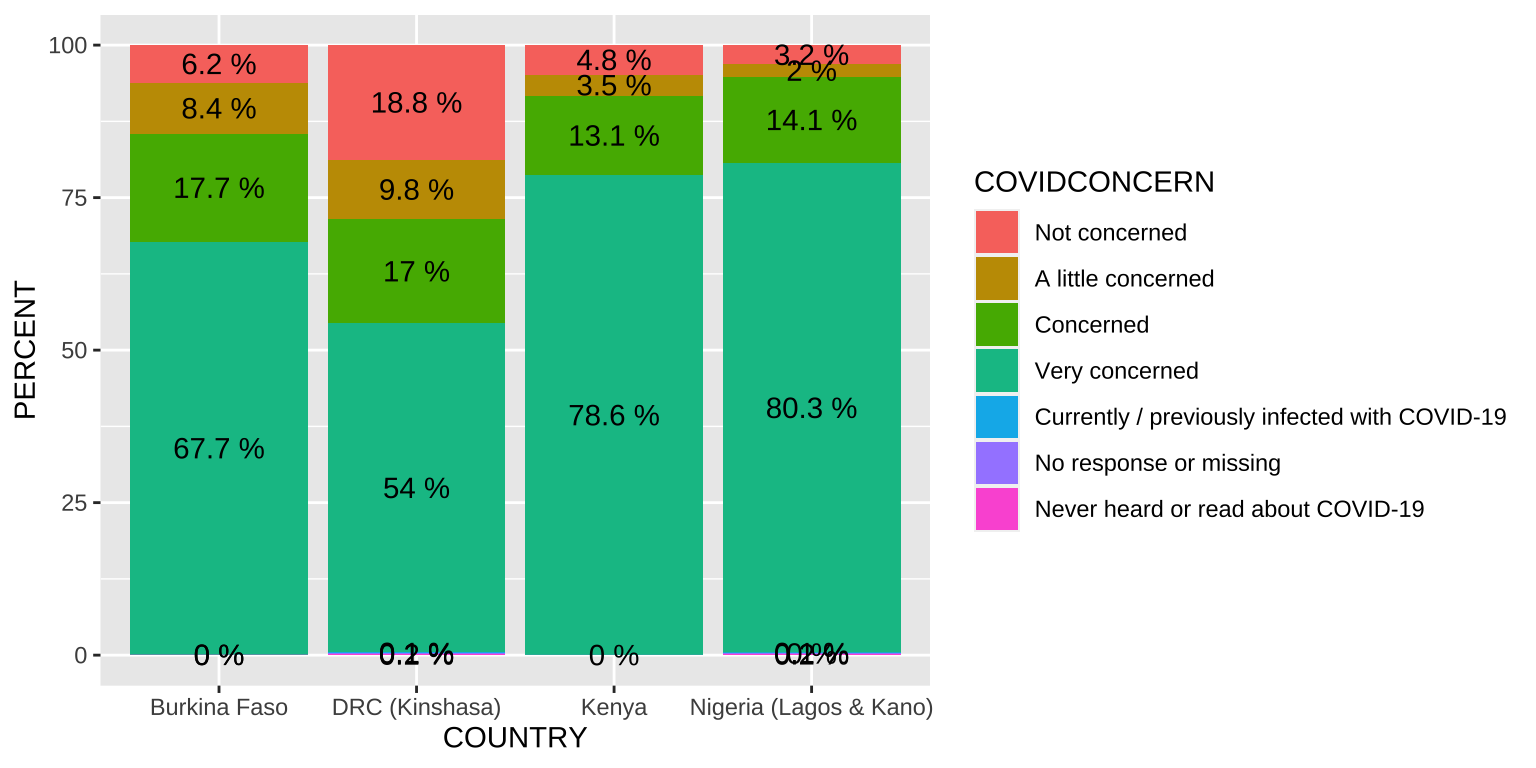 100
75
50
25
0
PERCENT
6.2 %
8.4 %
17.7 %
67.7 %
0 %
18.8 %
9.8 %
17 %
54 %
4.8 %
3.5 %
13.1 %
78.6 %
0 %
3.2 %
2 %
14.1 %
80.3 %
Burkina Faso
DRC (Kinshasa)
Kenya
Nigeria (Lagos & Kano)
COUNTRY
COVIDCONCERN
Not concerned
A little concerned
Concerned
Very concerned
Currently / previously infected with COVID-19
No response or missing
Never heard or read about COVID-19